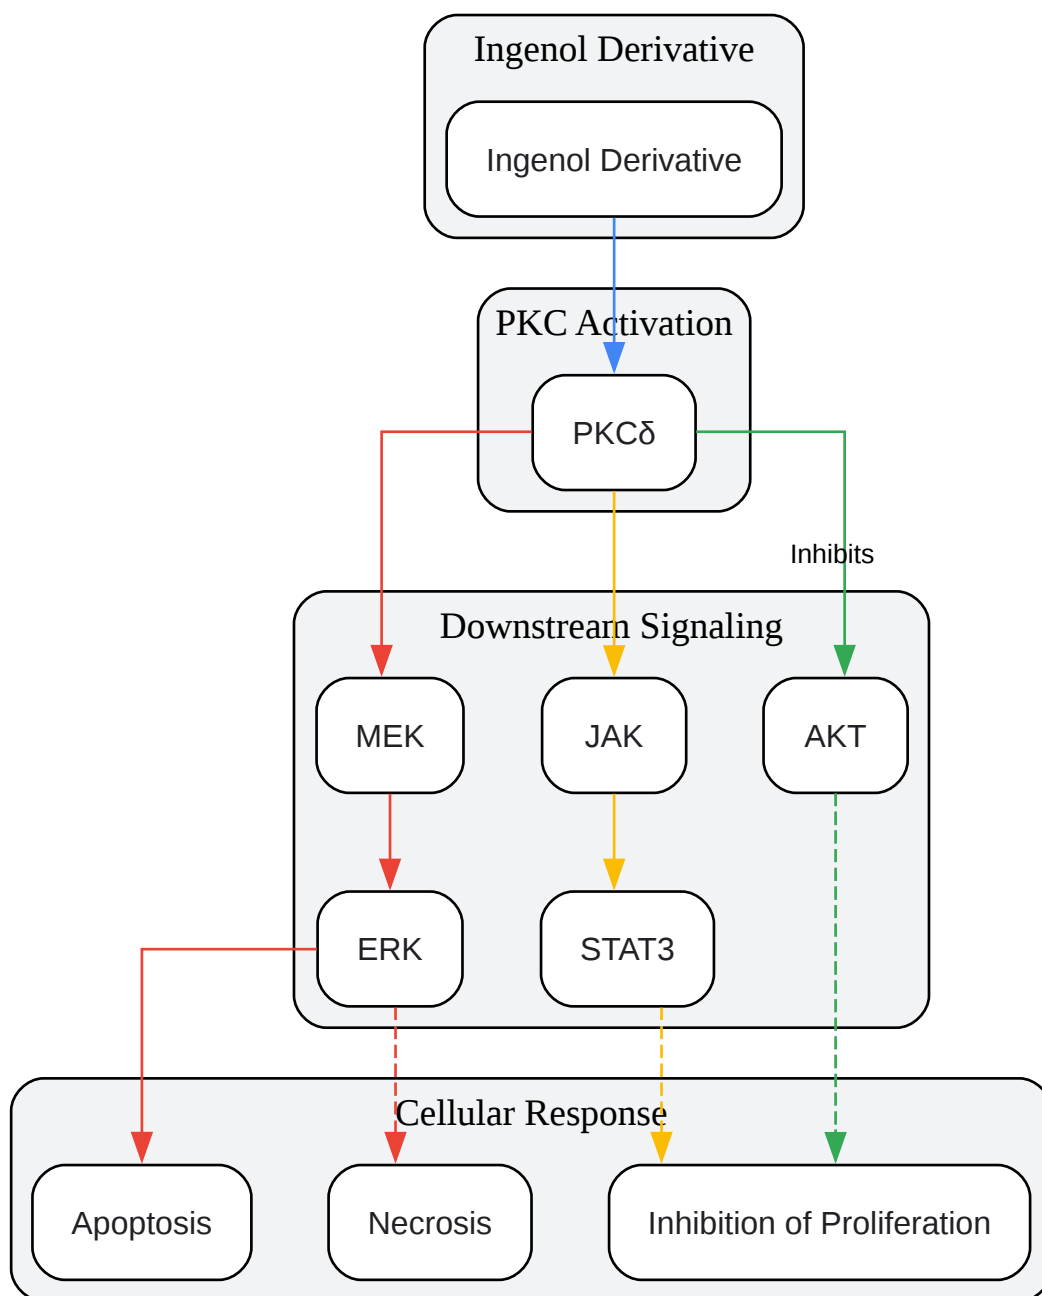 Ingenol Derivative
Ingenol Derivative
PKC Activation
PKCδ
Inhibits
Downstream Signaling
MEK
JAK
AKT
ERK
STAT3
Cellular Response
Apoptosis
Necrosis
Inhibition of Proliferation